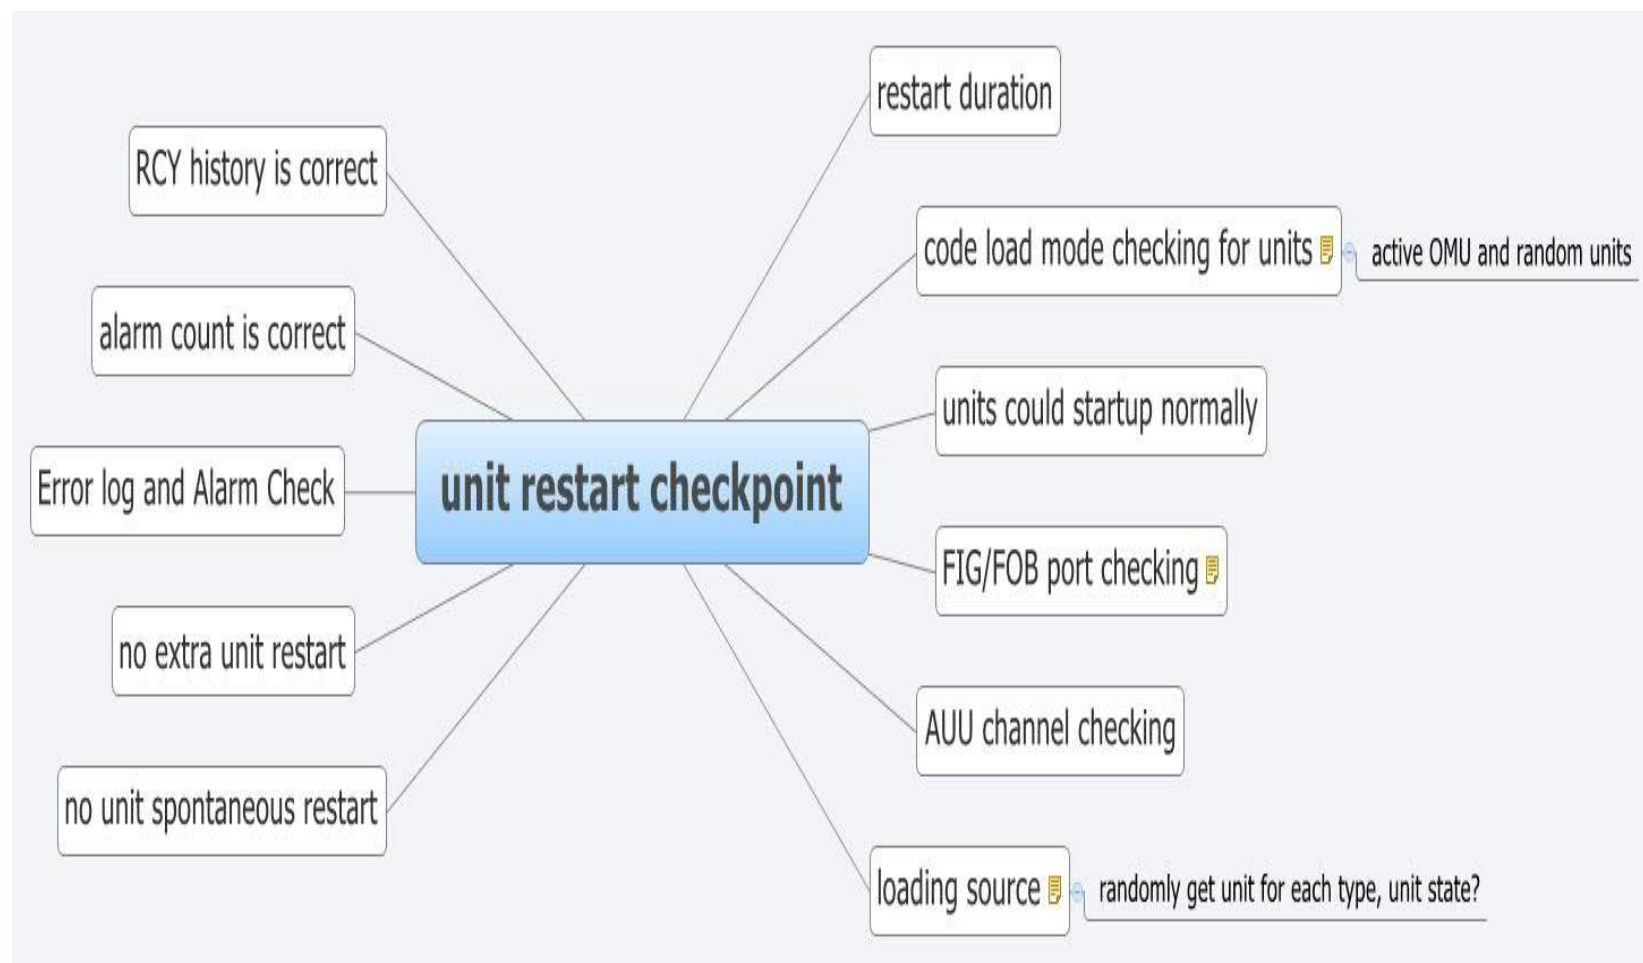 restart duration
RCY history is correct
code load mode checking for units
active OMU and random units
alarm count is correct
units could startup normally
Error log and Alarm Check
unit restart checkpoint
FIG/FOB port checking
no extra unit restart
AUU channel checking
no unit spontaneous restart
loading source
randomly get unit for each type, unit state?